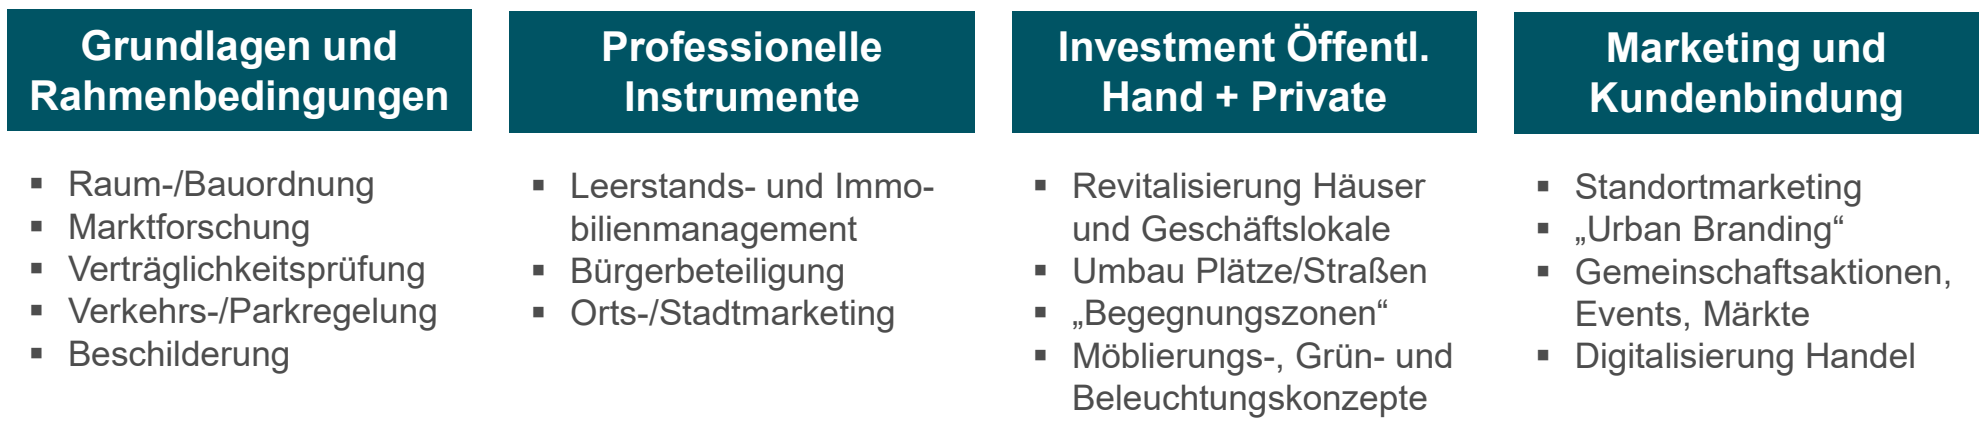 Grundlagen und
Rahmenbedingungen
▪ Raum-/Bauordnung
▪ Marktforschung
▪ Verträglichkeitsprüfung
▪ Verkehrs-/Parkregelung
▪ Beschilderung
Professionelle
Instrumente
▪ Leerstands- und Immo-
bilienmanagement
▪ Bürgerbeteiligung
▪ Orts-/Stadtmarketing
Investment Öffentl.
Hand + Private
▪ Revitalisierung Häuser
und Geschäftslokale
▪ Umbau Plätze/Straßen
▪ „Begegnungszonen“
▪ Möblierungs-, Grün- und
Beleuchtungskonzepte
Marketing und
Kundenbindung
▪ Standortmarketing
▪ „Urban Branding“
▪ Gemeinschaftsaktionen,
Events, Märkte
▪ Digitalisierung Handel